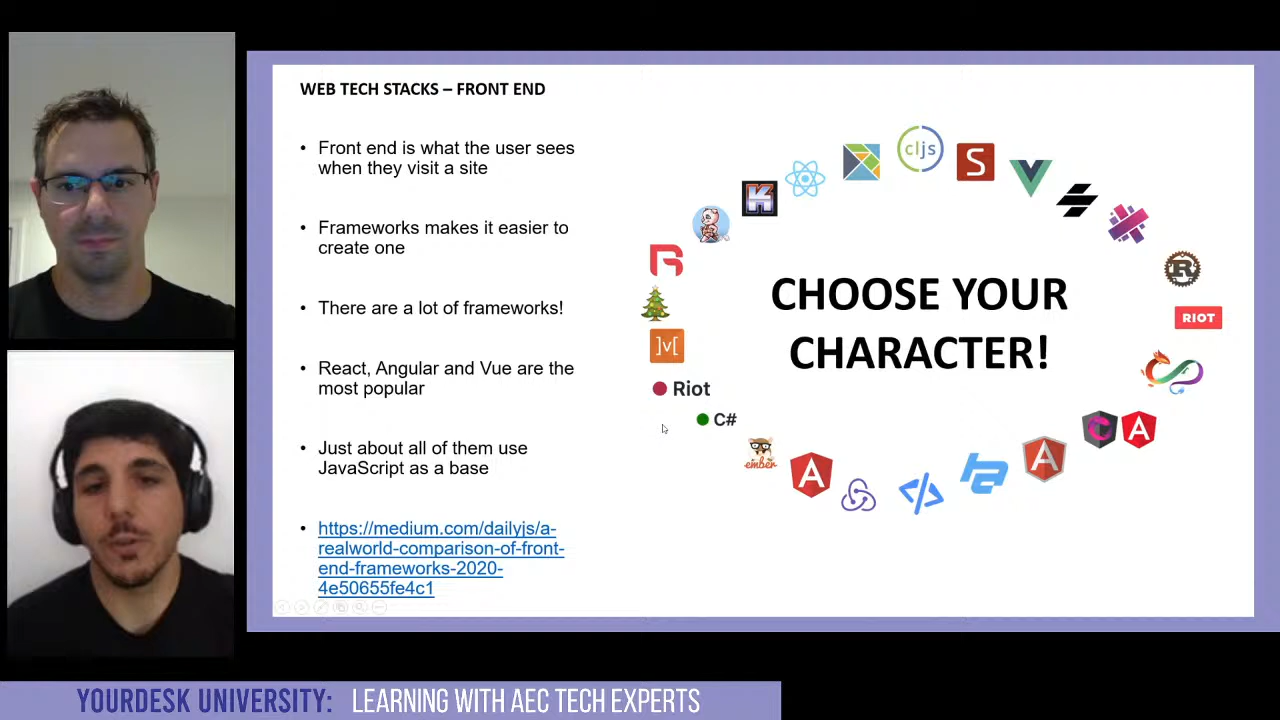 WEB TECH STACKS – FRONT END
• Front end is what the user sees
when they visit a site
• Frameworks makes it easier to
create one
• There are a lot of frameworks!
• React, Angular and Vue are the
most popular
• Just about all of them use
JavaScript as a base
• https://medium.com/dailyjs/a-
realworld-comparison-of-front-
end-frameworks-2020-
4e50655fe4c1
cljs
S
K
R
RIOT
]v[
Riot
C#
CHOOSE YOUR
CHARACTER!
ember
A
A
C
A
YOURDESK UNIVERSITY: LEARNING WITH AEC TECH EXPERTS